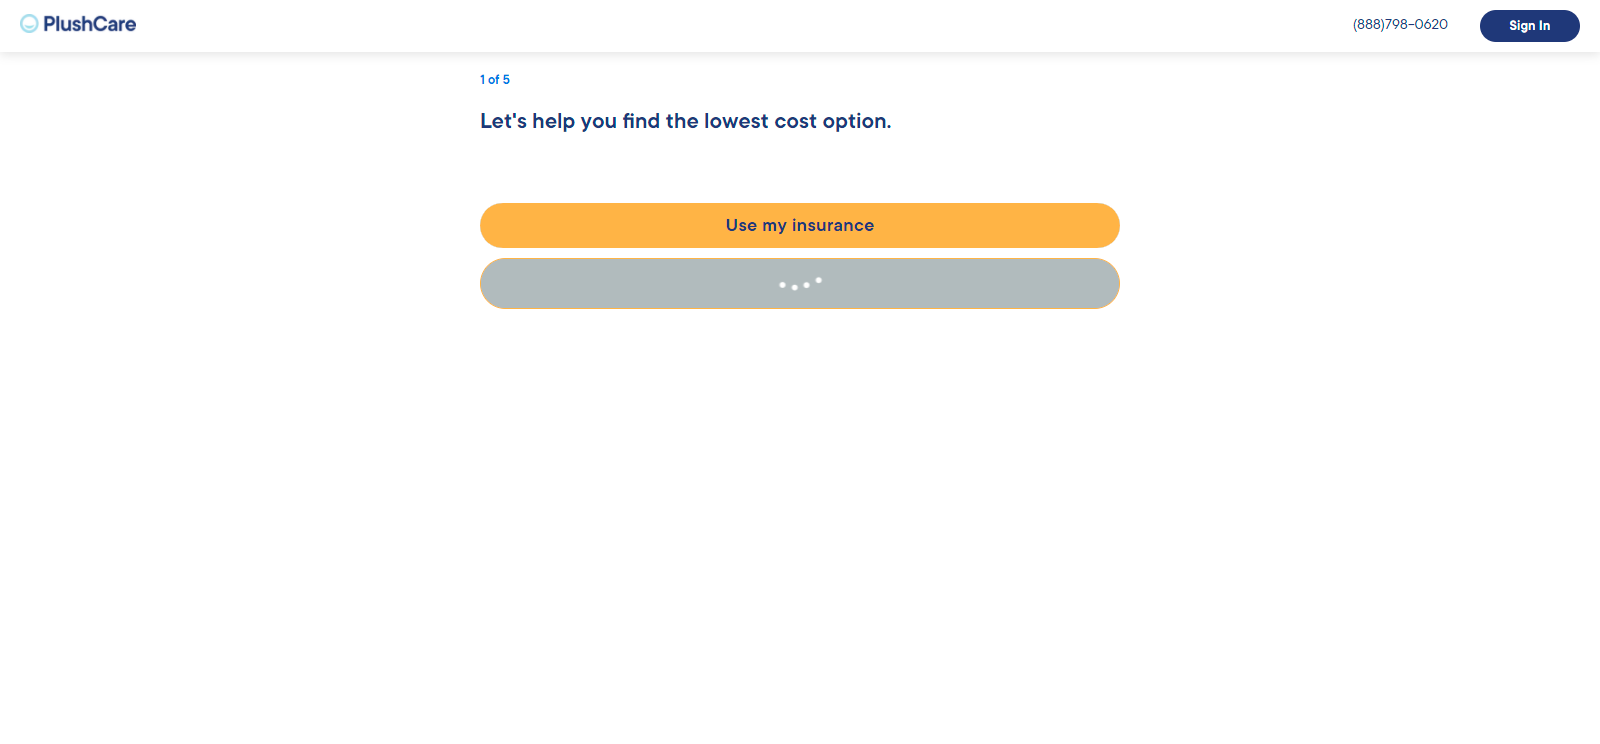 PlushCare
(888)798-0620
Sign In
1 of 5
Let's help you find the lowest cost option.
Use my insurance